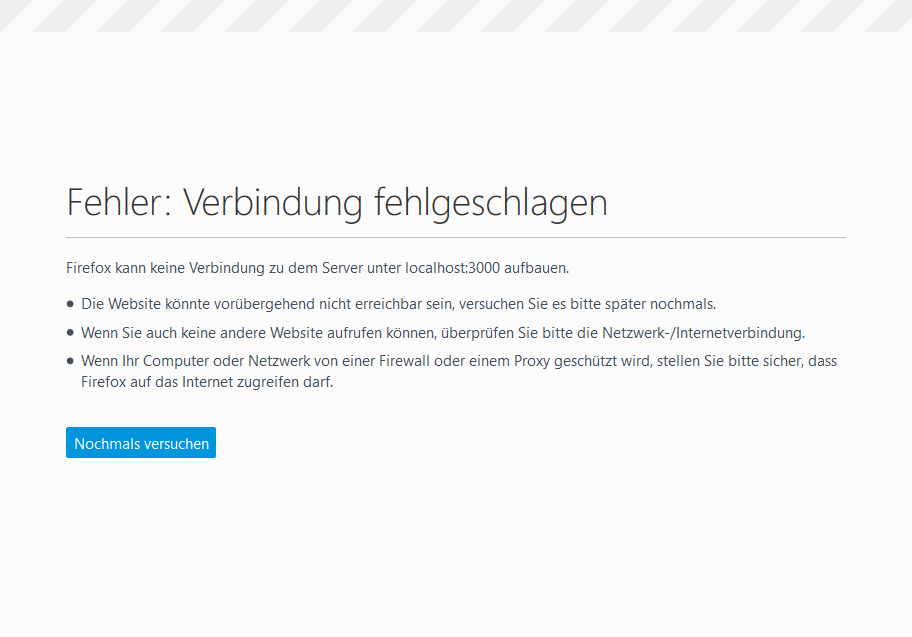 Fehler: Verbindung fehlgeschlagen
Firefox kann keine Verbindung zu dem Server unter localhost:3000 aufbauen.
• Die Website könnte vorübergehend nicht erreichbar sein, versuchen Sie es bitte später nochmals.
• Wenn Sie auch keine andere Website aufrufen können, überprüfen Sie bitte die Netzwerk-/Internetverbindung.
• Wenn Ihr Computer oder Netzwerk von einer Firewall oder einem Proxy geschützt wird, stellen Sie bitte sicher, dass
Firefox auf das Internet zugreifen darf.
Nochmals versuchen